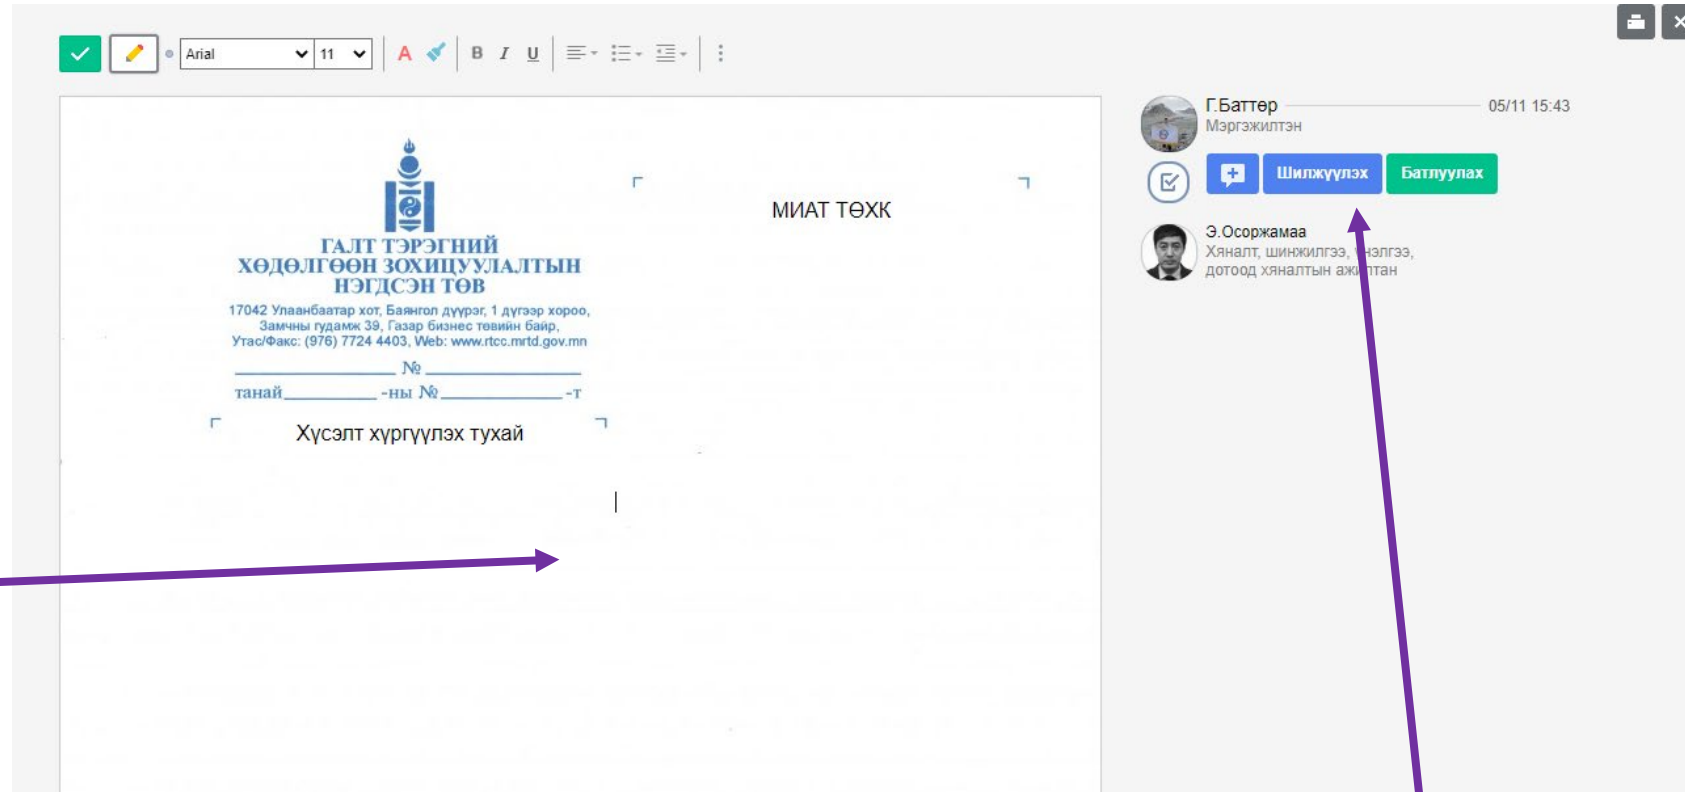 Arial
11
A
B I U
ГАЛТ ТЭРЭГНИЙ
ХӨДӨЛГӨӨН ЗОХИЦУУЛАЛТЫН
НЭГДСЭН ТӨВ
17042 Улаанбаатар хот, Баянгол дүүрэг, 1 дүгээр хороо,
Замчны гудамж 39, Газар бизнес төвийн байр,
Утас/Факс: (976) 7724 4403, Web: www.rtcc.mrtd.gov.mn
№
танай -ны № -т
Хүсэлт хүргүүлэх тухай
МИАТ ТӨХК
Г.Баттөр 05/11 15:43
Мэргэжилтэн
Шилжүүлэх Батлуулах
Э.Осоржамаа
Хяналт, шинжилгээ, үнэлгээ,
дотоод хяналтын ажилтан